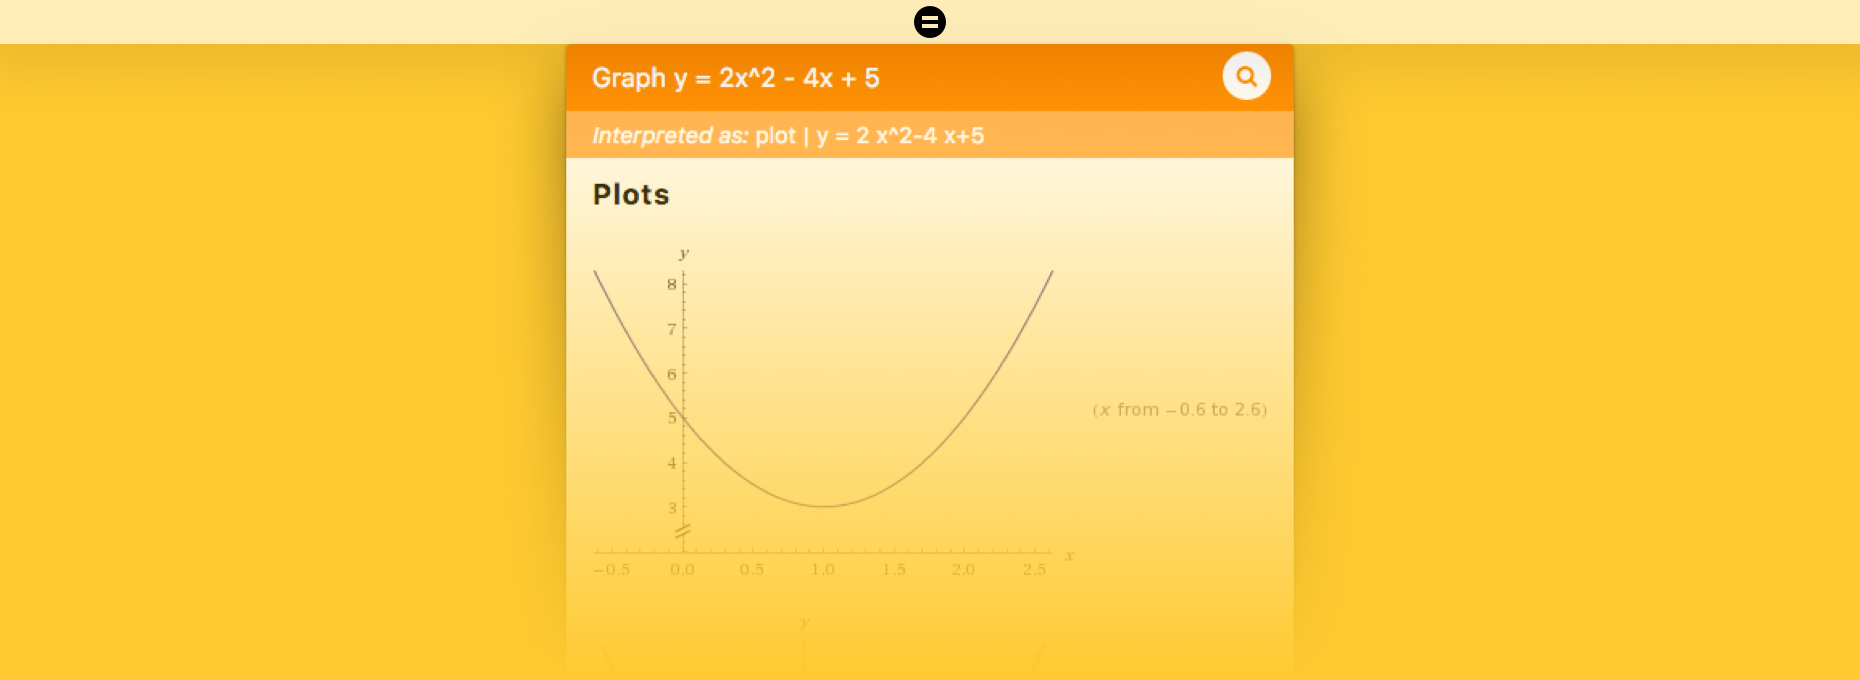 Graph y = 2x^2 - 4x + 5
Interpreted as: plot | y = 2 x^2-4 x+5
Plots
y
8
7
6
5
4
3
(x from −0.6 to 2.6)
x
−0.5 0.0 0.5 1.0 1.5 2.0 2.5
y